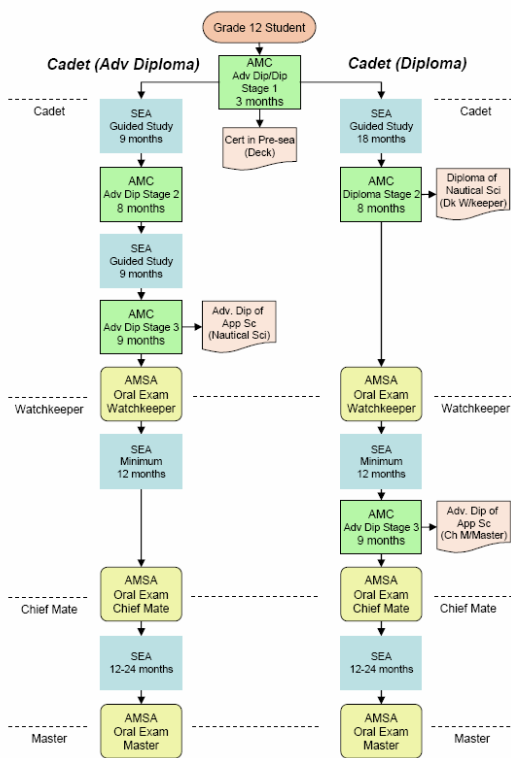 Grade 12 Student
Cadet (Adv Diploma)
AMC
Adv Dip/Dip
Stage 1
3 months
Cadet (Diploma)
Cadet
SEA
Guided Study
9 months
Cert in Pre-sea
(Deck)
SEA
Guided Study
18 months
Cadet
AMC
Adv Dip Stage 2
8 months
AMC
Diploma Stage 2
8 months
Diploma of
Nautical Sci
(Dk W/keeper)
SEA
Guided Study
9 months
AMC
Adv Dip Stage 3
9 months
Adv. Dip of
App Sc
(Nautical Sci)
AMSA
Oral Exam
Watchkeeper
AMSA
Oral Exam
Watchkeeper
Watchkeeper
Watchkeeper
SEA
Minimum
12 months
SEA
Minimum
12 months
AMC
Adv Dip Stage 3
9 months
Adv. Dip of
App Sc
(Ch M/Master)
AMSA
Oral Exam
Chief Mate
AMSA
Oral Exam
Chief Mate
Chief Mate
Chief Mate
SEA
12-24 months
SEA
12-24 months
AMSA
Oral Exam
Master
AMSA
Oral Exam
Master
Master
Master